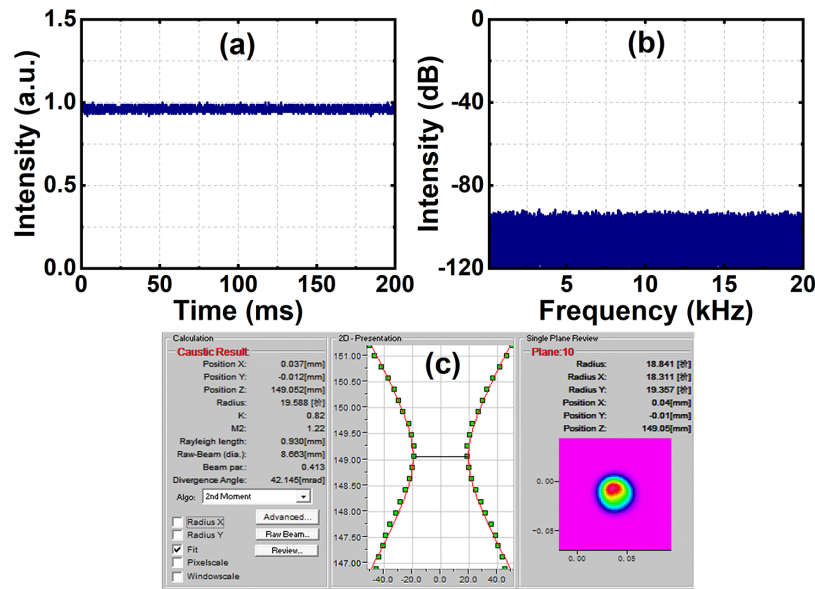 (a)
1.5
1.0
0.5
0.0
Intensity (a.u.)
0 50 100 150 200
Time (ms)
(b)
0
-40
-80
-120
Intensity (dB)
5 10 15 20
Frequency (kHz)
Calculation
Caustic Result:
Position X: 0.037[mm]
Position Y: -0.012[mm]
Position Z: 149.052[mm]
Radius: 19.588 [㎛]
K: 0.82
M2: 1.22
Rayleigh length: 0.930[mm]
Raw-Beam (dia.): 8.663[mm]
Beam par.: 0.413
Divergence Angle: 42.145[mrad]
Algo: 2nd Moment
Radius X
Radius Y
Fit
Pixelscale
Windowscale
Advanced...
Raw Beam...
Review...
2D - Presentation
(c)
151.00
150.50
150.00
149.50
149.00
148.50
148.00
147.50
147.00
-40.0 -20.0 0.00 20.0 40.0
Single Plane Review
Plane:10
Radius: 18.841
Radius X: 18.311
Radius Y: 19.357
Position X: 0.04[mm]
Position Y: -0.01[mm]
Position Z: 149.05[mm]
0.00
-0.05
0.00 0.05